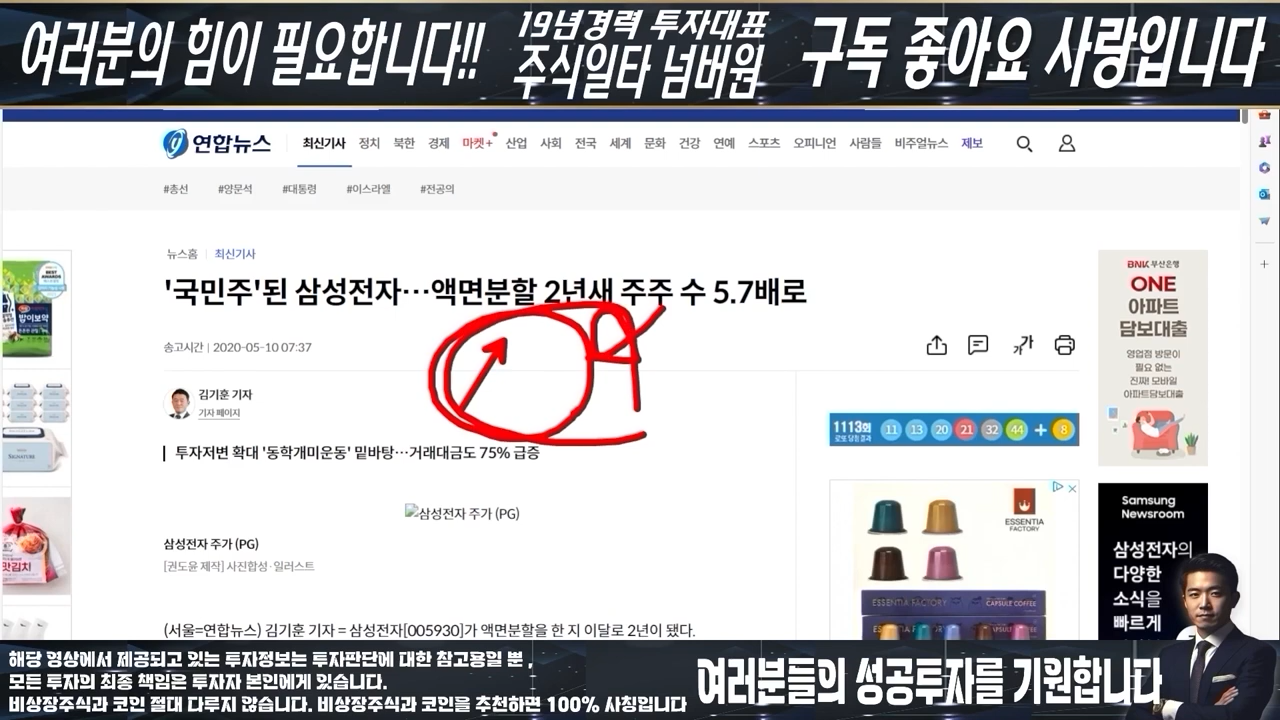 여러분의 힘이 필요합니다!!
19년경력 투자대표
주식일타 넘버원
구독 좋아요 사랑입니다
연합뉴스
최신기사 정치 북한 경제 마켓+ 산업 사회 전국 세계 문화 건강 연예 스포츠 오피니언 사람들 비주얼뉴스 제보
#총선 #양문석 #대통령 #이스라엘 #전공의
뉴스홈 | 최신기사
'국민주'된 삼성전자…액면분할 2년새 주주 수 5.7배로
송고시간 | 2020-05-10 07:37
가가
김기훈 기자
기자 페이지
투자저변 확대 '동학개미운동' 밑바탕…거래대금도 75% 급증
삼성전자 주가 (PG)
삼성전자 주가 (PG)
[권도윤 제작] 사진합성·일러스트
(서울=연합뉴스) 김기훈 기자 = 삼성전자[005930]가 액면분할을 한 지 이달로 2년이 됐다.
밥이보약
SIGNATURE
맛김치
1113회
로또 당첨결과
11 13 20 21 32 44 + 8
ESSENTIA
FACTORY
ESSENTIA FACTORY CAPSULE COFFEE
BNK 부산은행
ONE
아파트
담보대출
영업점 방문이
필요 없는
진짜! 모바일
아파트담보대출
Samsung
Newsroom
삼성전자의
다양한
소식을
빠르게
해당 영상에서 제공되고 있는 투자정보는 투자판단에 대한 참고용일 뿐 ,
모든 투자의 최종 책임은 투자자 본인에게 있습니다.
비상장주식과 코인 절대 다루지 않습니다. 비상장주식과 코인을 추천하면 100% 사칭입니다
여러분들의 성공투자를 기원합니다